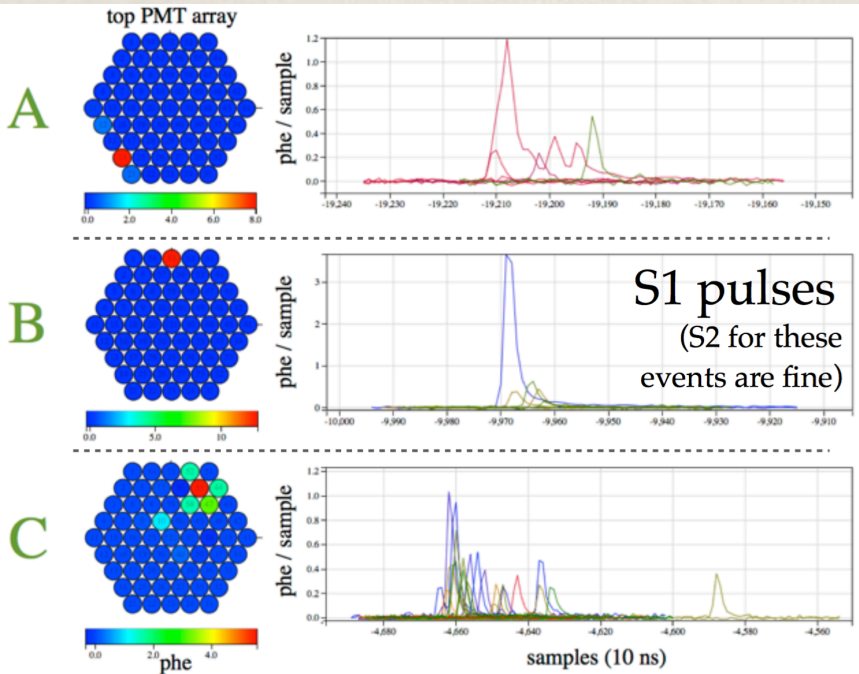 top PMT array
A
phe / sample
1.2
1.0
0.8
0.6
0.4
0.2
0.0
-19,240 -19,230 -19,220 -19,210 -19,200 -19,190 -19,180 -19,170 -19,160 -19,150
0.0 2.0 4.0 6.0 8.0
B
phe / sample
3
2
1
0
S1 pulses
(S2 for these
events are fine)
-10,000 -9,990 -9,980 -9,970 -9,960 -9,950 -9,940 -9,930 -9,920 -9,910
0.0 5.0 10
C
phe / sample
1.2
1.0
0.8
0.6
0.4
0.2
0.0
-4,680 -4,660 -4,640 -4,620 -4,600 -4,580 -4,560
0.0 2.0 4.0
phe
samples (10 ns)